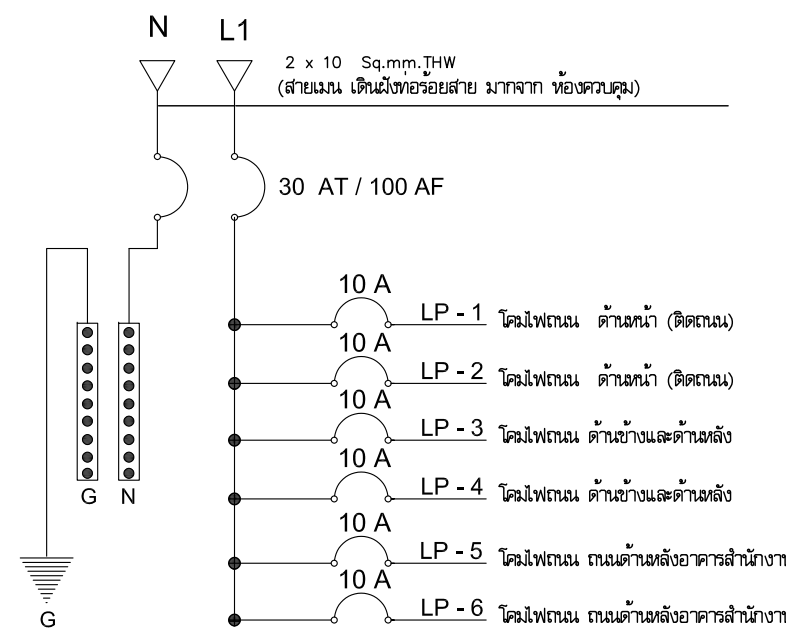 N L1
2 x 10 Sq.mm.THW
(สายเมน เดินฝังท่อร้อยสาย มากจาก ห้องควบคุม)
30 AT / 100 AF
10 A
LP - 1 โคมไฟถนน ด้านหน้า (ติดถนน)
10 A
LP - 2 โคมไฟถนน ด้านหน้า (ติดถนน)
10 A
LP - 3 โคมไฟถนน ด้านข้างและด้านหลัง
10 A
LP - 4 โคมไฟถนน ด้านข้างและด้านหลัง
G N
10 A
LP - 5 โคมไฟถนน ถนนด้านหลังอาคารสำนักงาน
10 A
LP - 6 โคมไฟถนน ถนนด้านหลังอาคารสำนักงาน
G